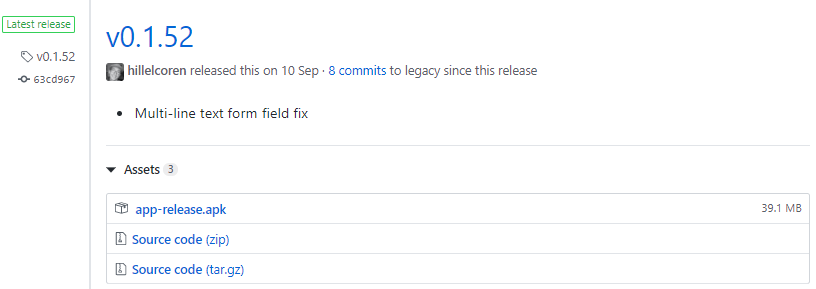 Latest release
v0.1.52
63cd967
v0.1.52
hillelcoren released this on 10 Sep · 8 commits to legacy since this release
• Multi-line text form field fix
Assets 3
app-release.apk 39.1 MB
Source code (zip)
Source code (tar.gz)